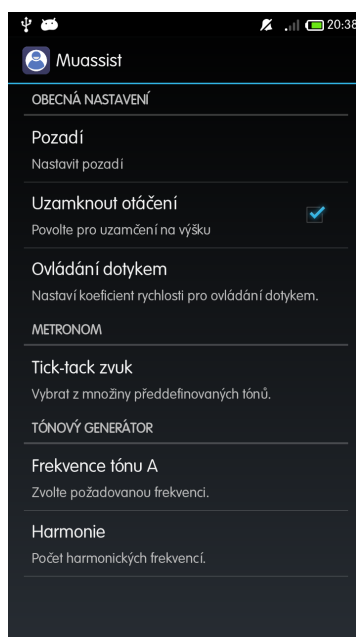 20:38
Muassist
OBECNÁ NASTAVENÍ
Pozadí
Nastavit pozadí
Uzamknout otáčení
Povolte pro uzamčení na výšku
Ovládání dotykem
Nastaví koeficient rychlosti pro ovládání dotykem.
METRONOM
Tick-tack zvuk
Vybrat z množiny předdefinovaných tónů.
TÓNOVÝ GENERÁTOR
Frekvence tónu A
Zvolte požadovanou frekvenci.
Harmonie
Počet harmonických frekvencí.